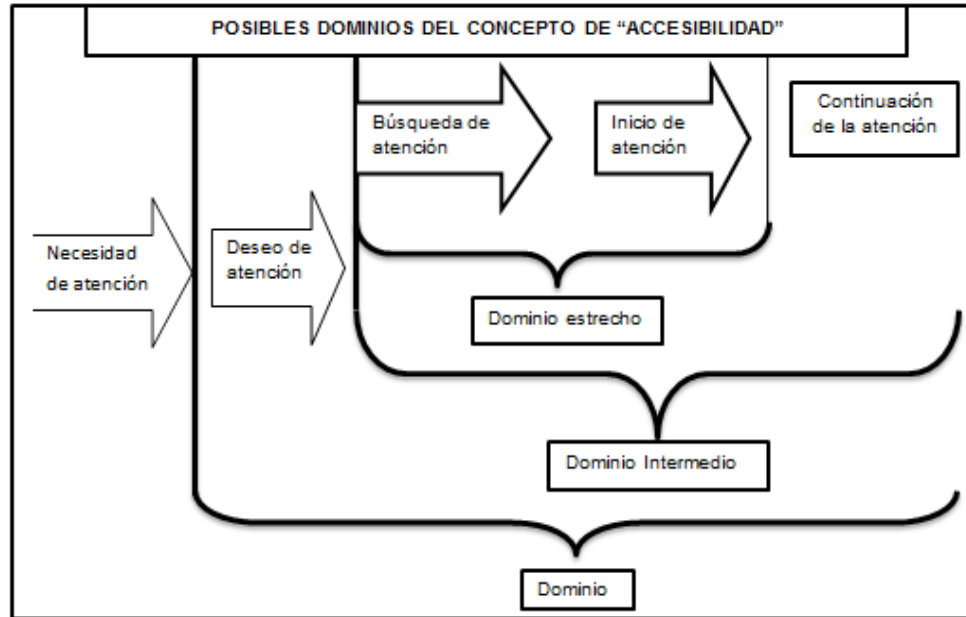 POSIBLES DOMINIOS DEL CONCEPTO DE “ACCESIBILIDAD”
Búsqueda de
atención
Inicio de
atención
Continuación
de la atención
Necesidad
de atención
Deseo de
atención
Dominio estrecho
Dominio Intermedio
Dominio